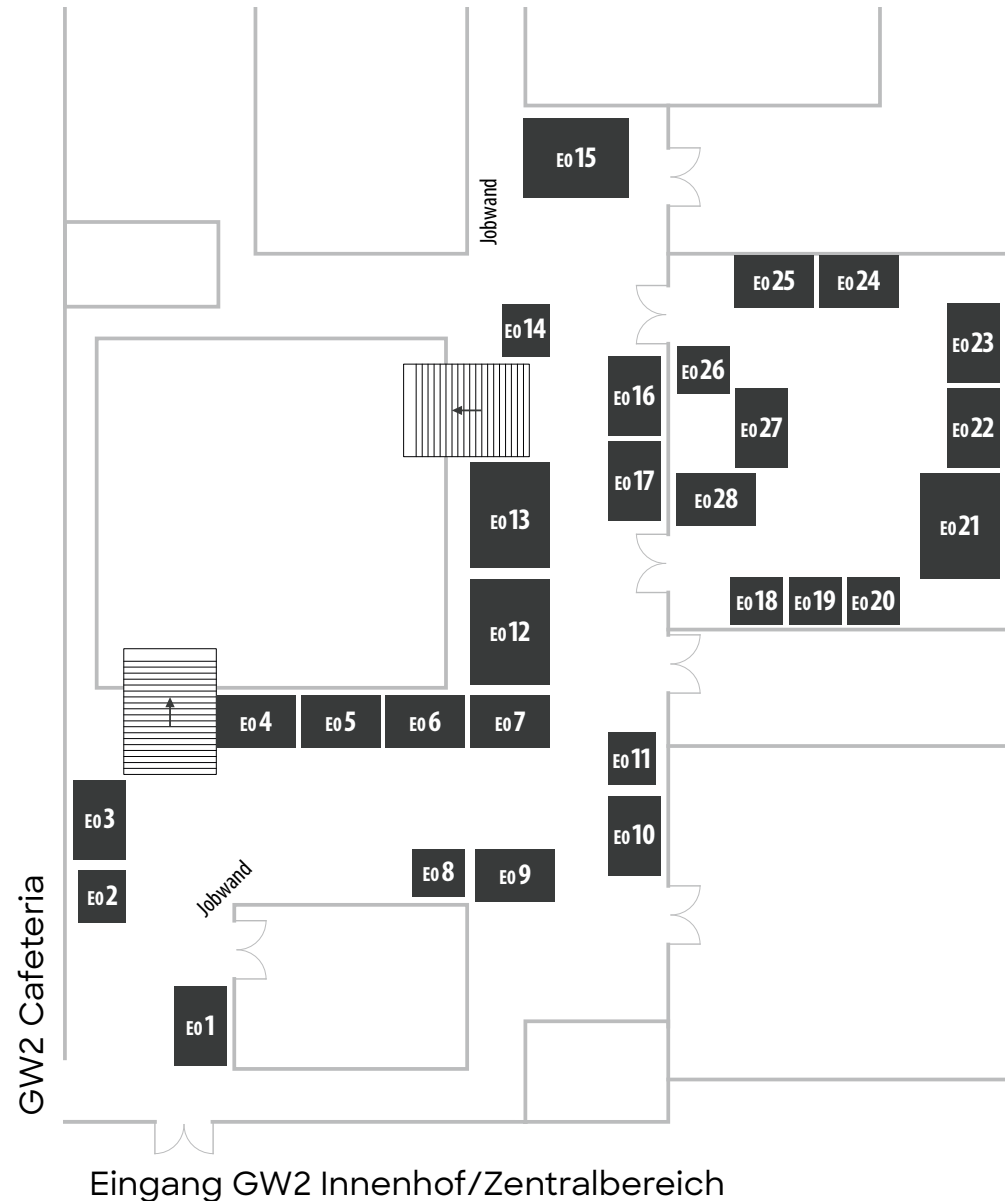 E0 15
Jobwand
E0 25
E0 24
E0 14
E0 23
E0 26
E0 16
E0 27
E0 22
E0 17
E0 28
E0 13
E0 21
E0 18
E0 19
E0 20
E0 12
E0 4
E0 5
E0 6
E0 7
E0 11
E0 3
E0 10
E0 8
E0 9
Jobwand
E0 2
GW2 Cafeteria
E0 1
Eingang GW2 Innenhof/Zentralbereich